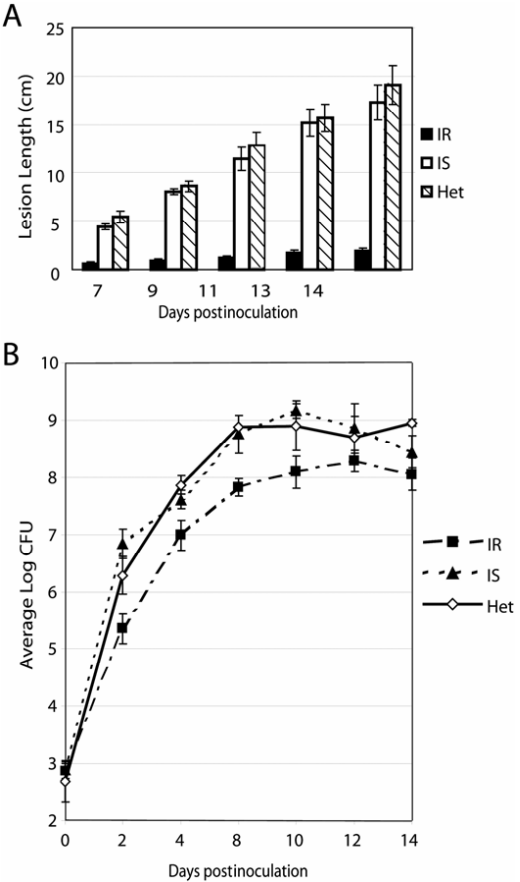 A
Lesion Length (cm)
25
20
15
10
5
0
7 9 11 13 14
Days postinoculation
IR
IS
Het
B
Average Log CFU
10
9
8
7
6
5
4
3
2
0 2 4 8 10 12 14
Days postinoculation
IR
IS
Het